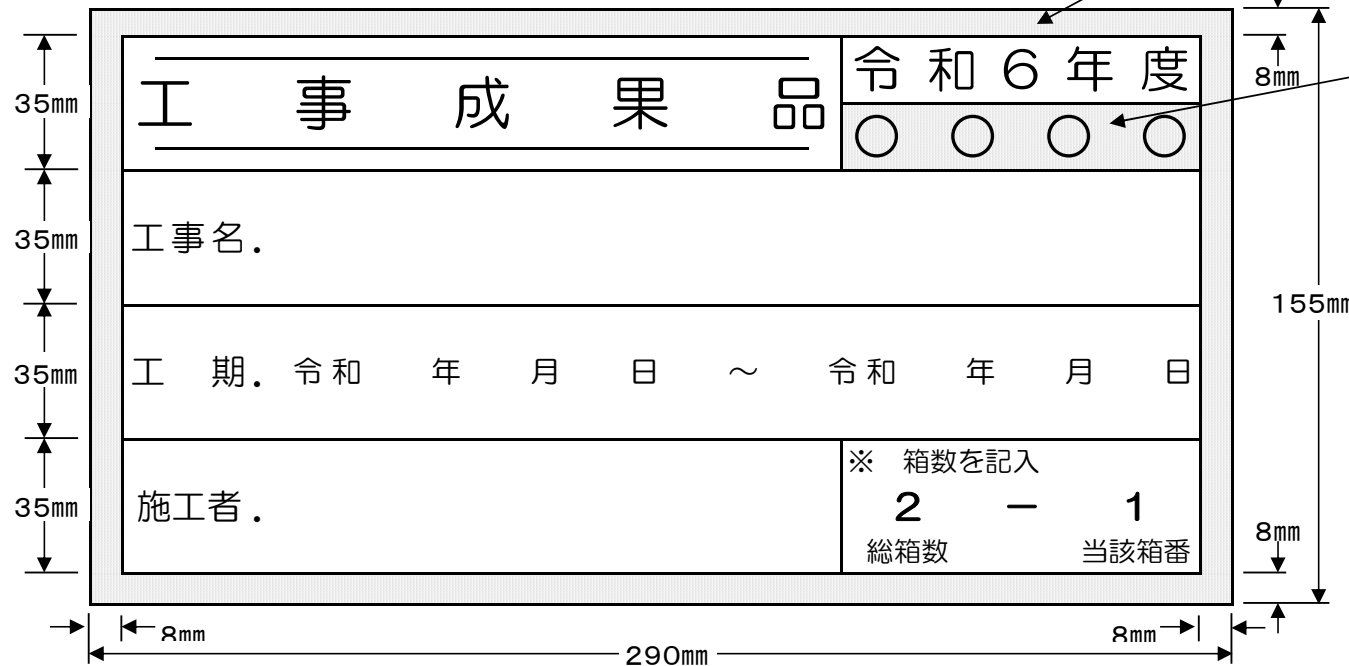 工事成果品
令和６年度
○○○○
8㎜
35㎜
工事名．
35㎜
155㎜
工　期．令和　年　月　日　～　令和　年　月　日
35㎜
※　箱数を記入
施工者．
２　－　１
35㎜
総箱数　当該箱番
8㎜
8㎜
8㎜
290㎜